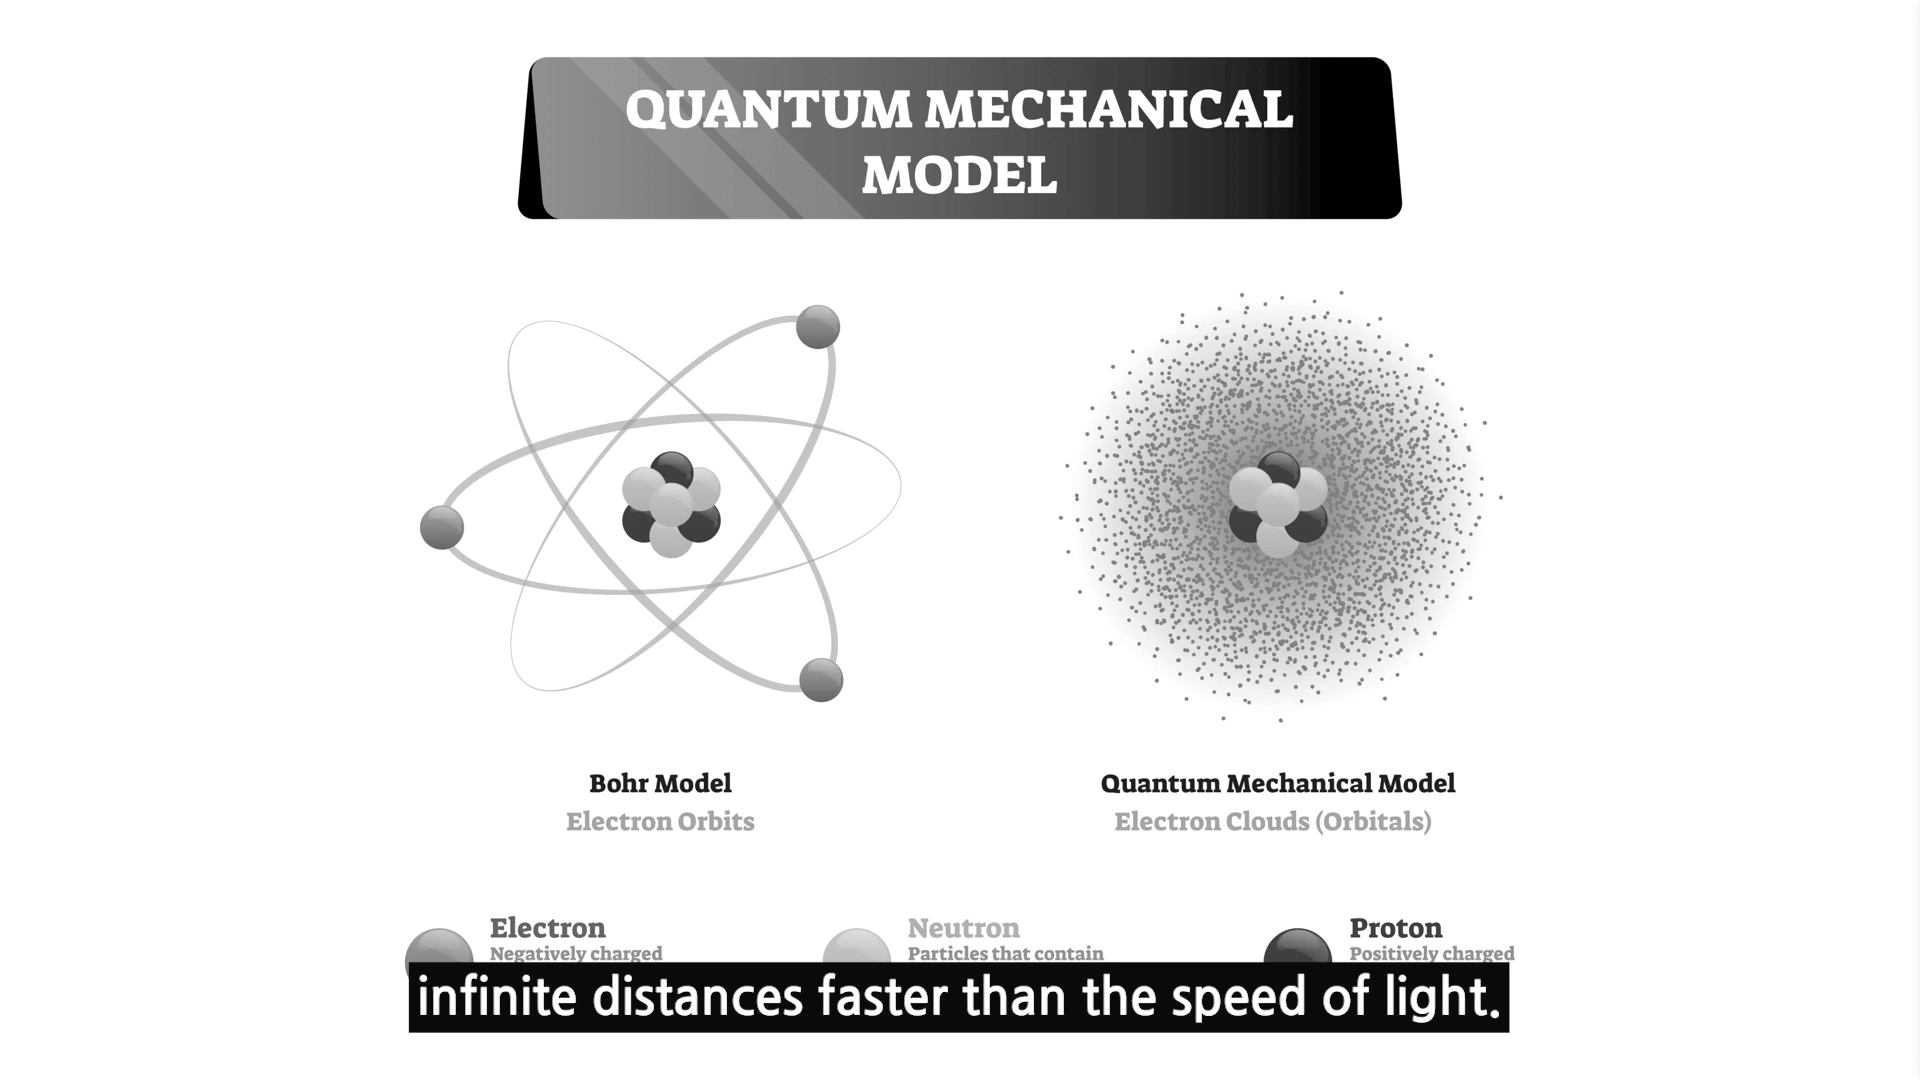 QUANTUM MECHANICAL
MODEL
Bohr Model
Electron Orbits
Quantum Mechanical Model
Electron Clouds (Orbitals)
Electron
Negatively charged
Neutron
Particles that contain
Proton
Positively charged
infinite distances faster than the speed of light.